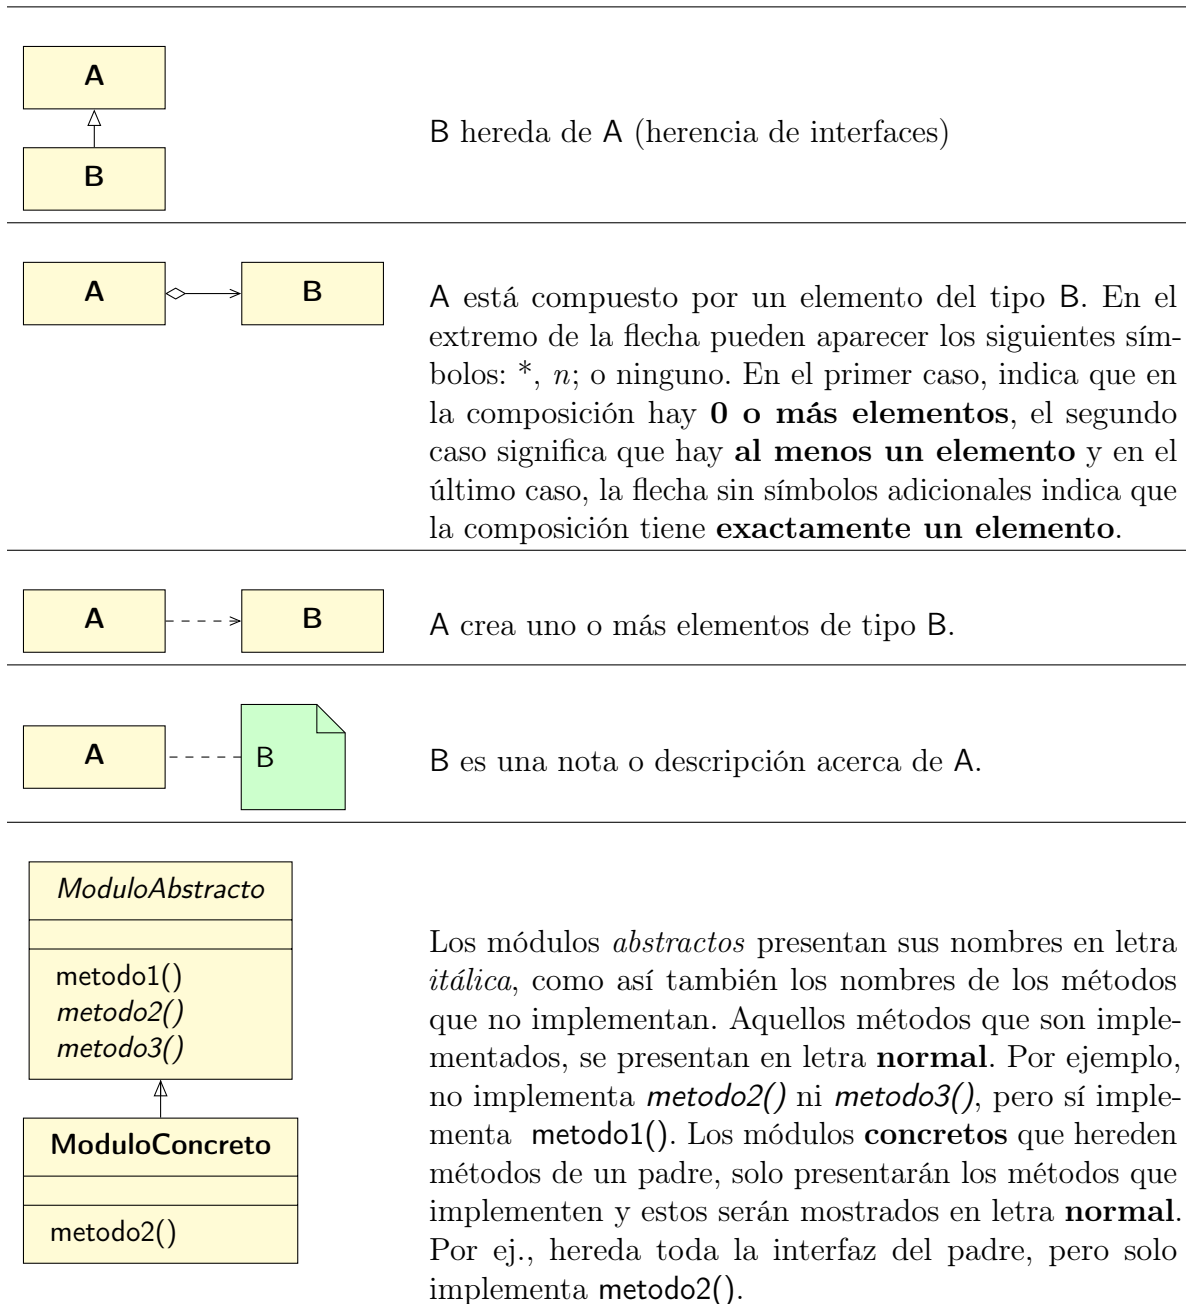 A
B
B hereda de A (herencia de interfaces)
A
B
A está compuesto por un elemento del tipo B. En el
extremo de la flecha pueden aparecer los siguientes sím-
bolos: *, n; o ninguno. En el primer caso, indica que en
la composición hay 0 o más elementos, el segundo
caso significa que hay al menos un elemento y en el
último caso, la flecha sin símbolos adicionales indica que
la composición tiene exactamente un elemento.
A
B
A crea uno o más elementos de tipo B.
A
B
B es una nota o descripción acerca de A.
ModuloAbstracto
metodo1()
metodo2()
metodo3()
ModuloConcreto
metodo2()
Los módulos abstractos presentan sus nombres en letra
itálica, como así también los nombres de los métodos
que no implementan. Aquellos métodos que son imple-
mentados, se presentan en letra normal. Por ejemplo,
no implementa metodo2() ni metodo3(), pero sí imple-
menta metodo1(). Los módulos concretos que hereden
métodos de un padre, solo presentarán los métodos que
implementen y estos serán mostrados en letra normal.
Por ej., hereda toda la interfaz del padre, pero solo
implementa metodo2().